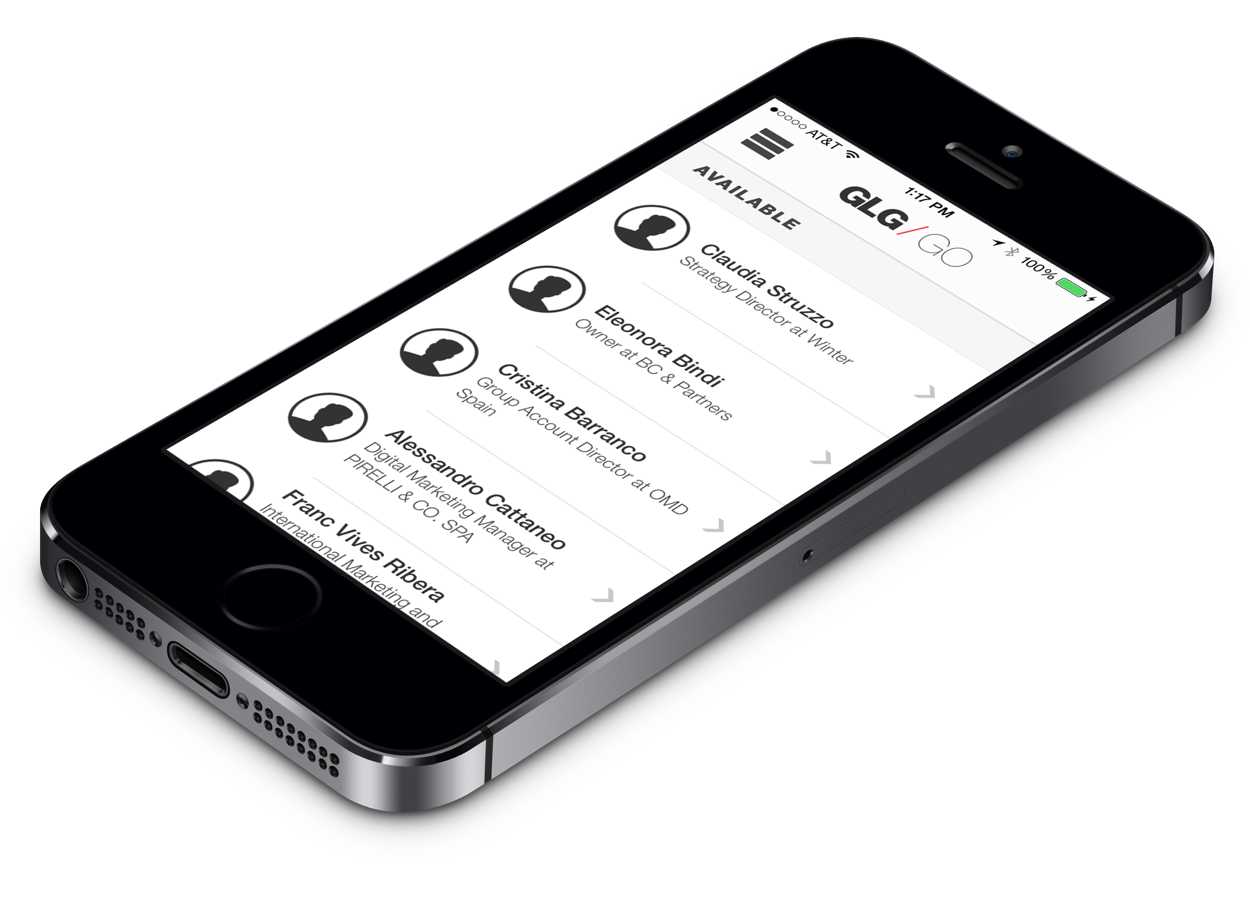 AT&T 1:17 PM 100%
GLG/GO
AVAILABLE
Claudia Struzzo
Strategy Director at Winter
Eleonora Bindi
Owner at BC & Partners
Cristina Barranco
Group Account Director at OMD
Spain
Alessandro Cattaneo
Digital Marketing Manager at
PIRELLI & CO. SPA
Franc Vives Ribera
International Marketing and